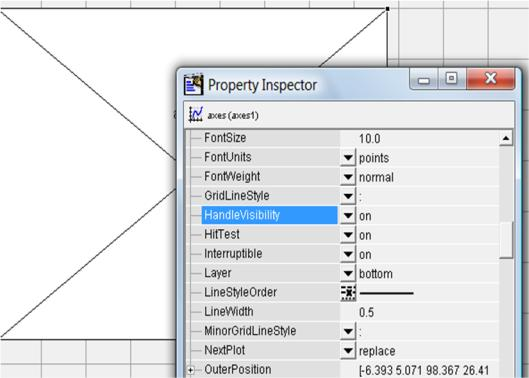 Property Inspector
axes (axes1)
FontSize 10.0
FontUnits points
FontWeight normal
GridLineStyle :
HandleVisibility on
HitTest on
Interruptible on
Layer bottom
LineStyleOrder
LineWidth 0.5
MinorGridLineStyle :
NextPlot replace
OuterPosition [-6.393 5.071 98.367 26.41